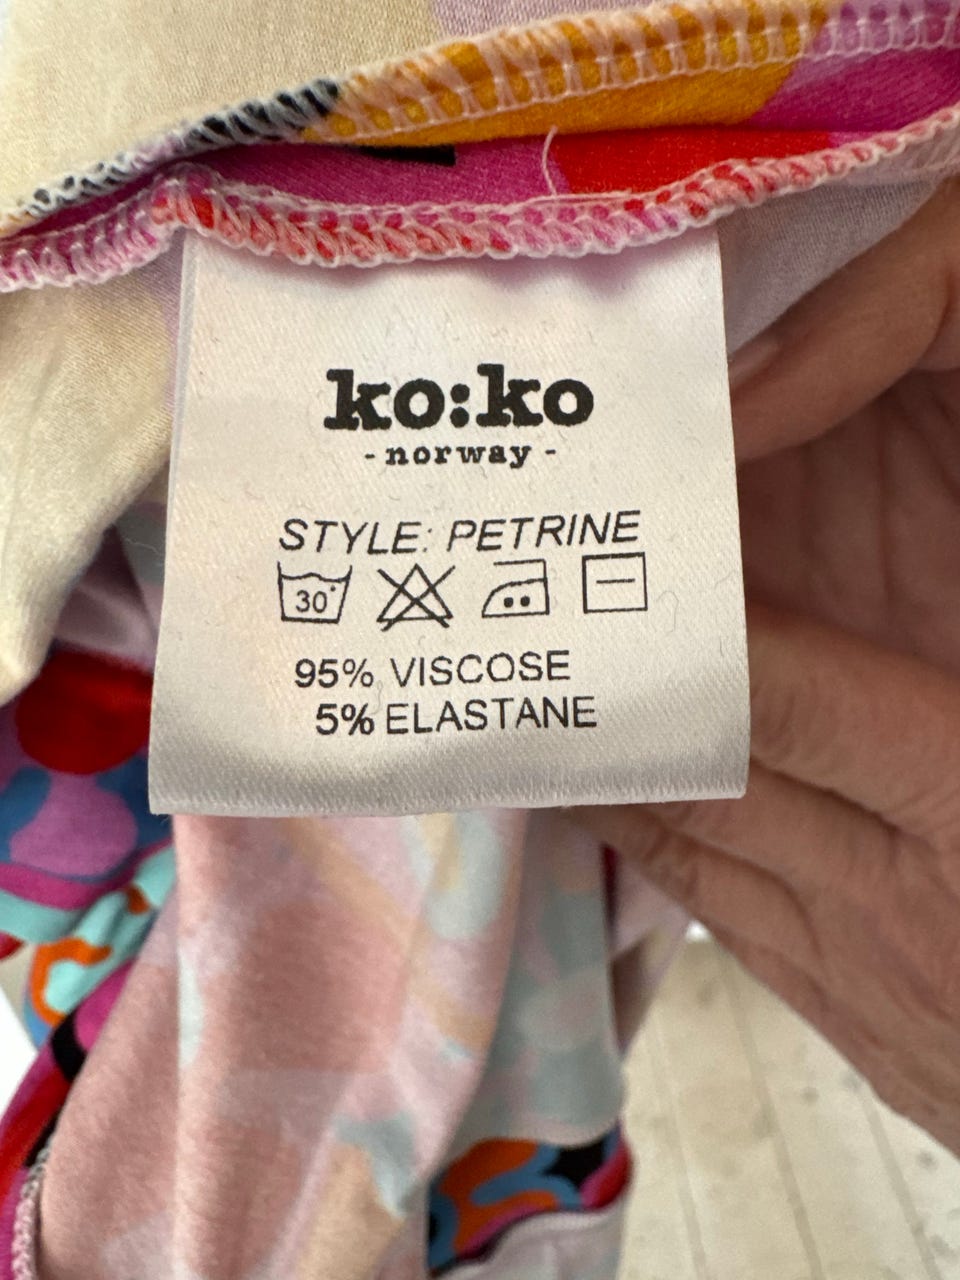 ko:ko
- norway -
STYLE: PETRINE
30°
95% VISCOSE
5% ELASTANE